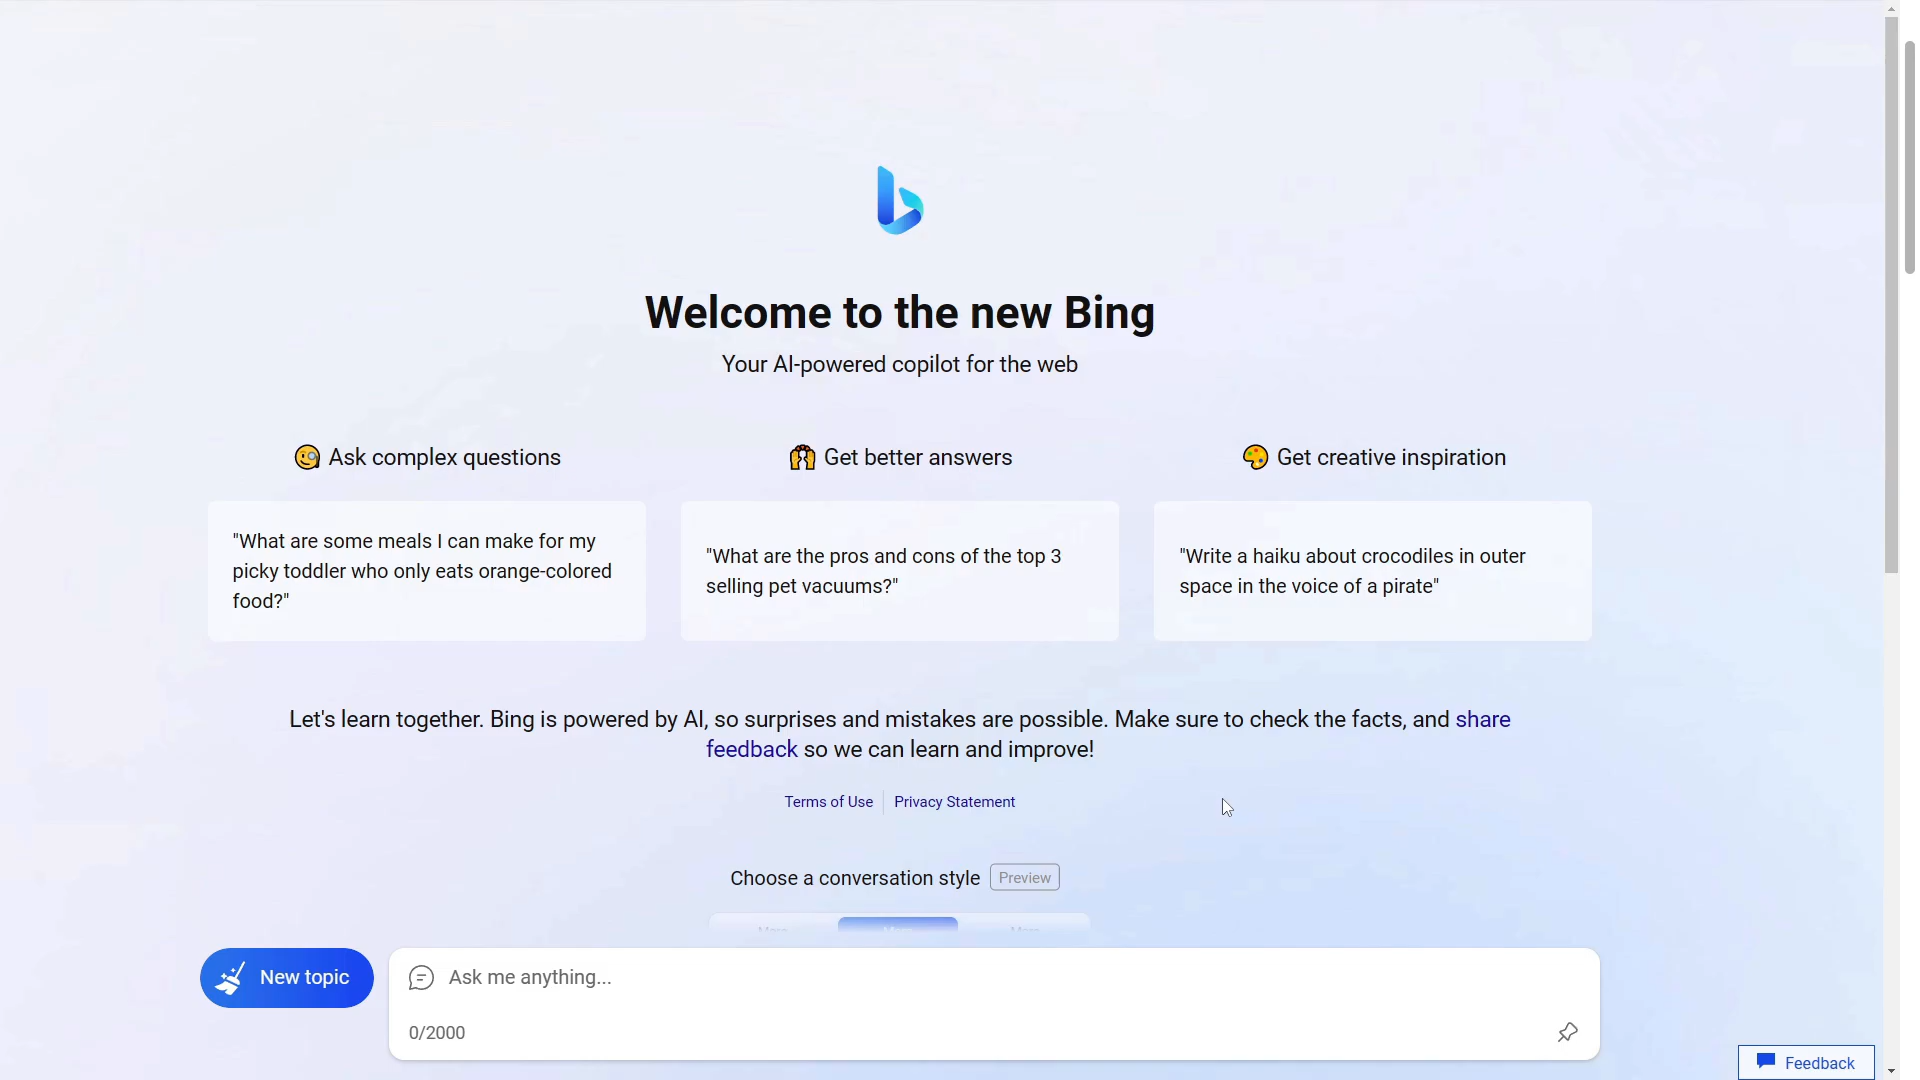 Welcome to the new Bing
Your AI-powered copilot for the web
Ask complex questions
Get better answers
Get creative inspiration
"What are some meals I can make for my
picky toddler who only eats orange-colored
food?"
"What are the pros and cons of the top 3
selling pet vacuums?"
"Write a haiku about crocodiles in outer
space in the voice of a pirate"
Let's learn together. Bing is powered by AI, so surprises and mistakes are possible. Make sure to check the facts, and share
feedback so we can learn and improve!
Terms of Use
Privacy Statement
Choose a conversation style Preview
More More More
New topic
Ask me anything...
0/2000
Feedback